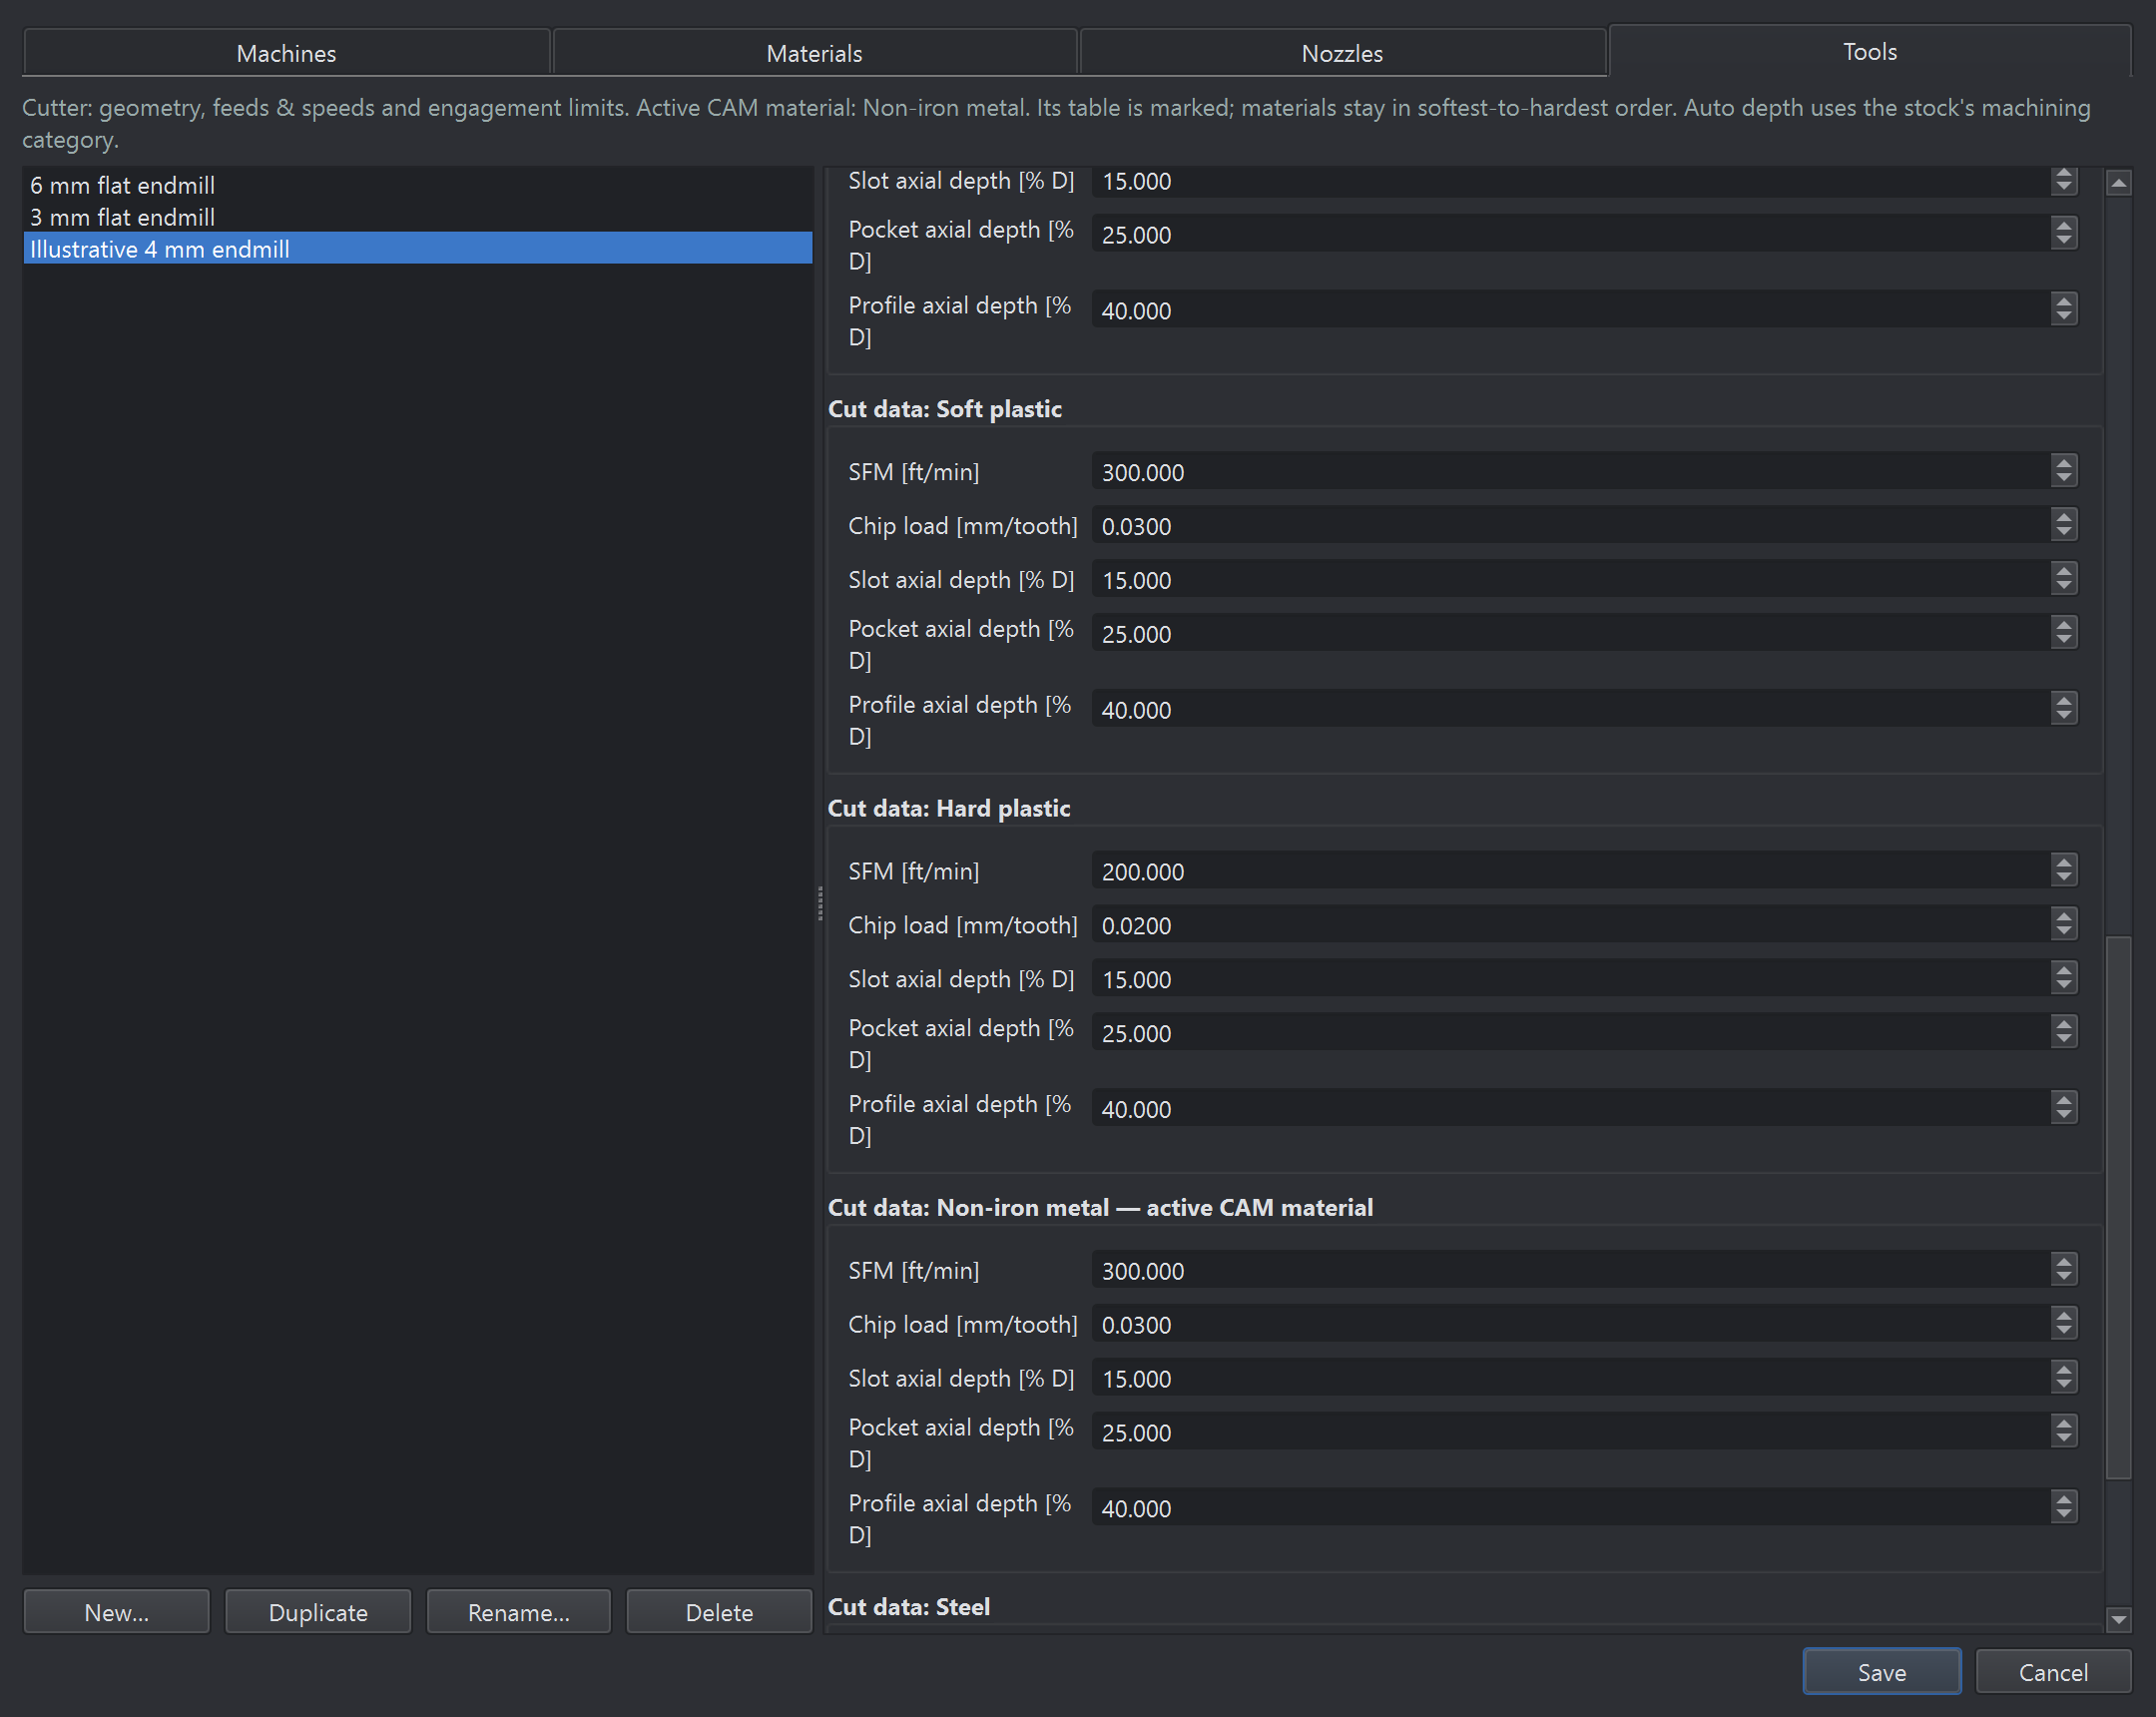 Machines
Materials
Nozzles
Tools
Cutter: geometry, feeds & speeds and engagement limits. Active CAM material: Non-iron metal. Its table is marked; materials stay in softest-to-hardest order. Auto depth uses the stock's machining
category.
6 mm flat endmill
3 mm flat endmill
Illustrative 4 mm endmill
Slot axial depth [% D] 15.000
Pocket axial depth [% 25.000
D]
Profile axial depth [% 40.000
D]
Cut data: Soft plastic
SFM [ft/min] 300.000
Chip load [mm/tooth] 0.0300
Slot axial depth [% D] 15.000
Pocket axial depth [% 25.000
D]
Profile axial depth [% 40.000
D]
Cut data: Hard plastic
SFM [ft/min] 200.000
Chip load [mm/tooth] 0.0200
Slot axial depth [% D] 15.000
Pocket axial depth [% 25.000
D]
Profile axial depth [% 40.000
D]
Cut data: Non-iron metal — active CAM material
SFM [ft/min] 300.000
Chip load [mm/tooth] 0.0300
Slot axial depth [% D] 15.000
Pocket axial depth [% 25.000
D]
Profile axial depth [% 40.000
D]
Cut data: Steel
New...
Duplicate
Rename...
Delete
Save
Cancel